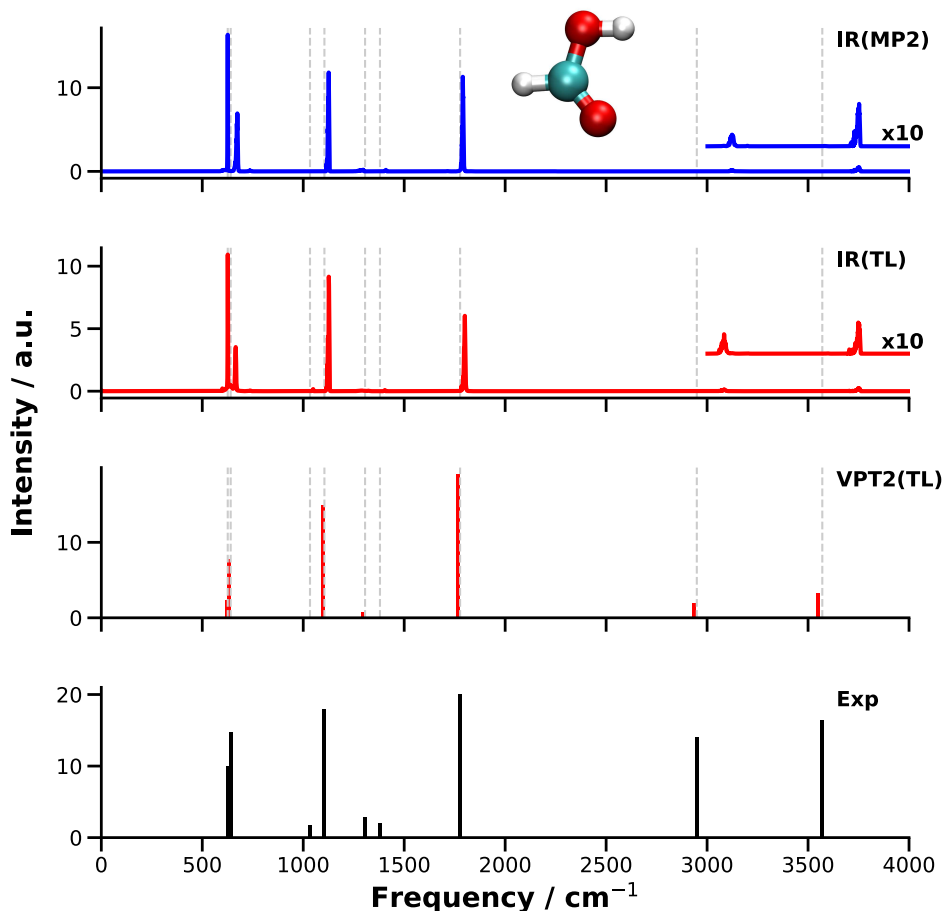 IR(MP2)
10
x10
0
IR(TL)
10
x10
5
0
VPT2(TL)
10
0
Exp
20
10
0
0 500 1000 1500 2000 2500 3000 3500 4000
Frequency / cm⁻¹
Intensity / a.u.